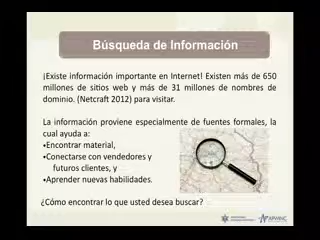 Búsqueda de Información
¡Existe información importante en Internet! Existen más de 650
millones de sitios web y más de 31 millones de nombres de
dominio. (Netcraft 2012) para visitar.
La información proviene especialmente de fuentes formales, la
cual ayuda a:
•Encontrar material,
•Conectarse con vendedores y
futuros clientes, y
•Aprender nuevas habilidades.
¿Cómo encontrar lo que usted desea buscar?